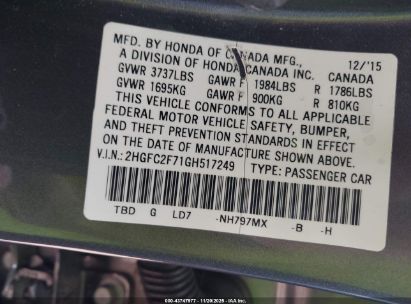 MFD. BY HONDA OF CANADA MFG., 12/'15
A DIVISION OF HONDA CANADA INC. CANADA
GVWR 3737LBS GAWR F 1984LBS R 1786LBS
GVWR 1695KG GAWR F 900KG R 810KG
THIS VEHICLE CONFORMS TO ALL APPLICABLE
FEDERAL MOTOR VEHICLE SAFETY, BUMPER,
AND THEFT PREVENTION STANDARDS IN EFFECT
ON THE DATE OF MANUFACTURE SHOWN ABOVE.
V.I.N.: 2HGFC2F71GH517249 TYPE: PASSENGER CAR
TBD G LD7 -NH797MX -B -H